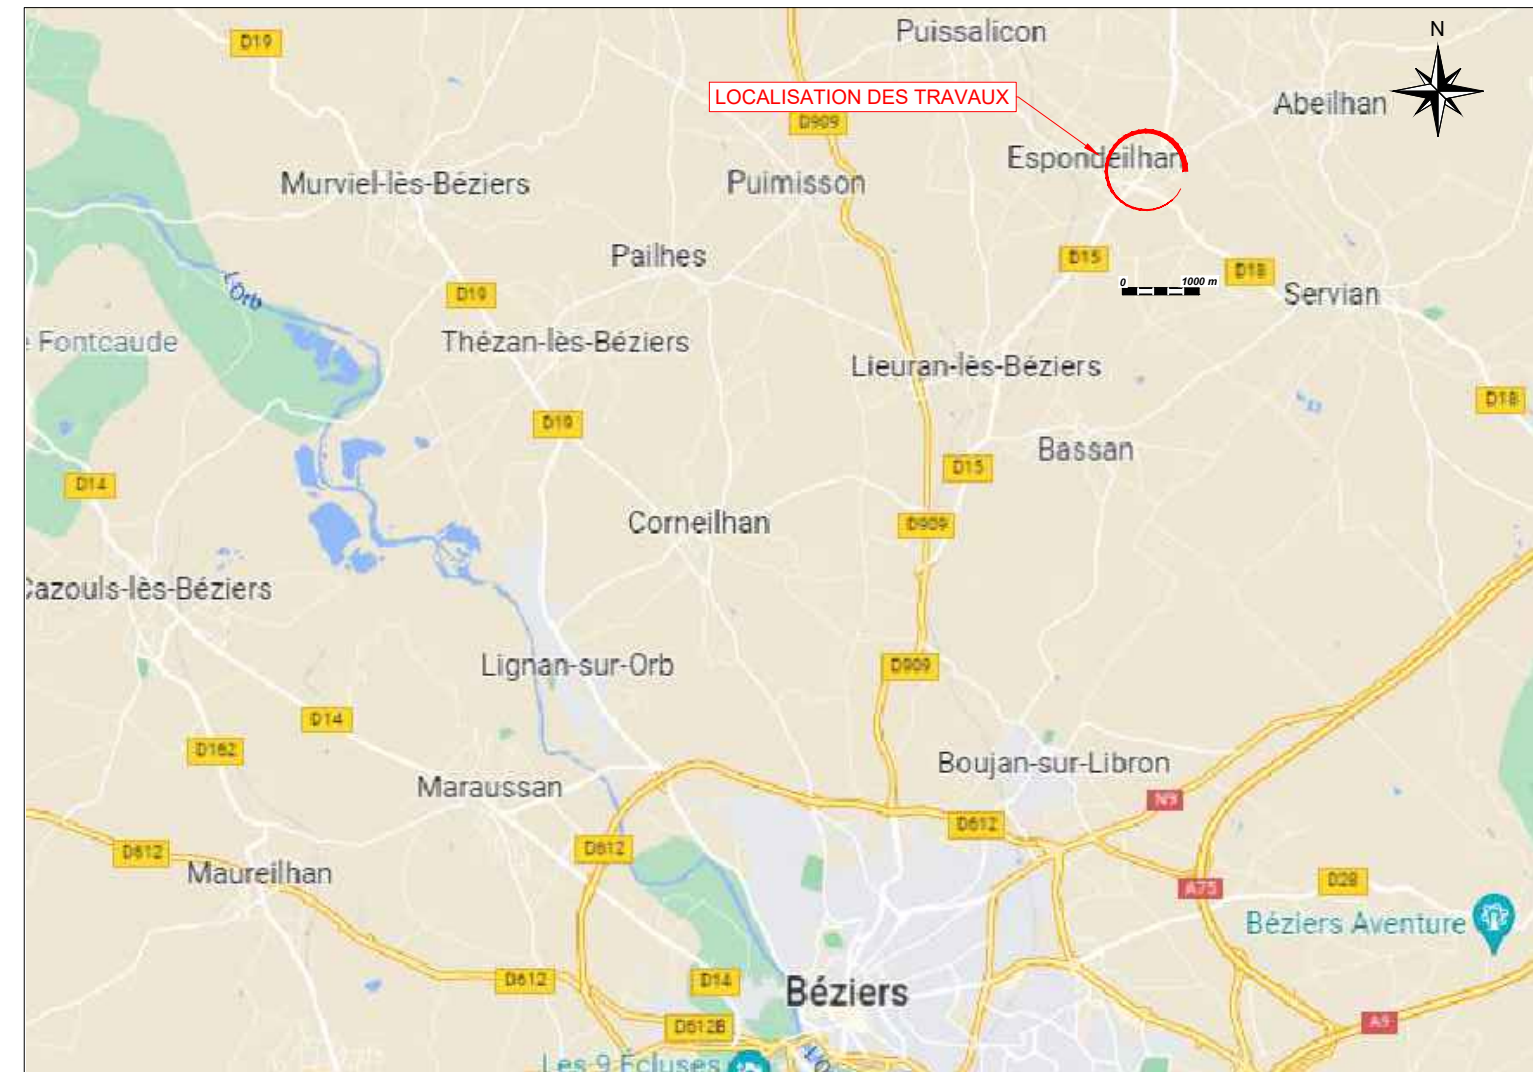 Puissalicon
N
D19
LOCALISATION DES TRAVAUX
Abeilhan
D909
Espondeilhan
Murviel-lès-Béziers
Puimisson
Pailhes
D15
D18
0 1000 m
Servian
L'Orb
D19
Fontcaude
Thézan-lès-Béziers
Lieuran-lès-Béziers
D18
D19
Bassan
D15
D14
Corneilhan
D909
Cazouls-lès-Béziers
Lignan-sur-Orb
D909
D14
D162
Boujan-sur-Libron
Maraussan
N9
D612
D612
D612
Maureilhan
D28
A75
Béziers Aventure
D612
D14
Béziers
D612B
A9
Les 9 Écluses